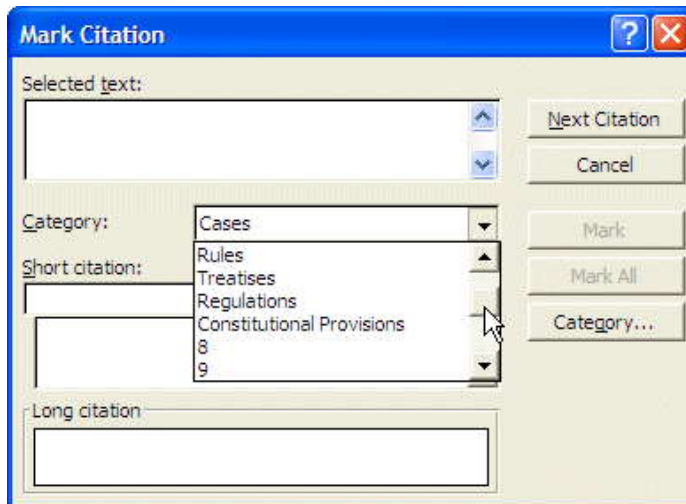 Mark Citation
Selected text:
Next Citation
Cancel
Category:
Cases
Mark
Rules
Short citation:
Treatises
Mark All
Regulations
Constitutional Provisions
Category...
8
9
Long citation